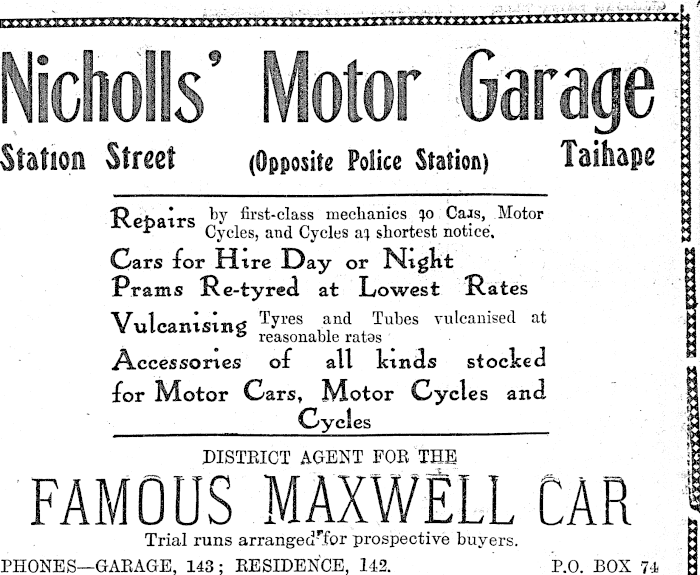 Nicholls' Motor Garage
Station Street (Opposite Police Station) Taihape
Repairs by first-class mechanics to Cars, Motor
Cycles, and Cycles at shortest notice.
Cars for Hire Day or Night
Prams Re-tyred at Lowest Rates
Vulcanising Tyres and Tubes vulcanised at
reasonable rates
Accessories of all kinds stocked
for Motor Cars, Motor Cycles and
Cycles
DISTRICT AGENT FOR THE
FAMOUS MAXWELL CAR
Trial runs arranged for prospective buyers.
PHONES—GARAGE, 143; RESIDENCE, 142. P.O. BOX 74